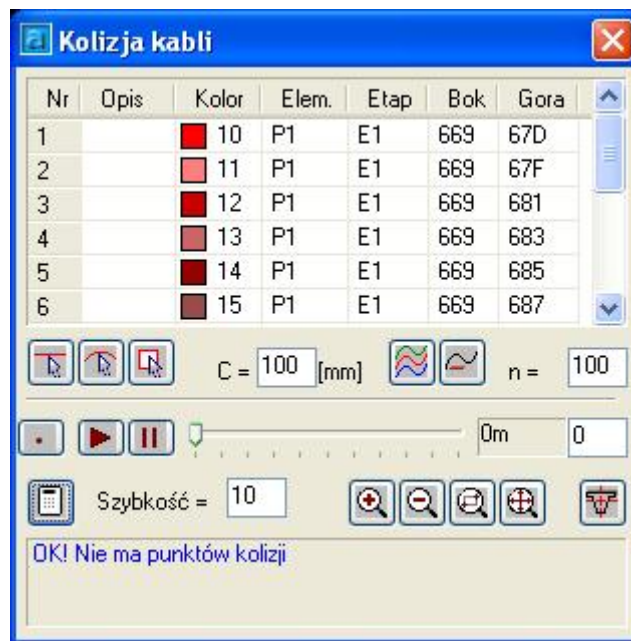 Kolizja kabli
Nr Opis Kolor Elem. Etap Bok Gora
1 10 P1 E1 669 67D
2 11 P1 E1 669 67F
3 12 P1 E1 669 681
4 13 P1 E1 669 683
5 14 P1 E1 669 685
6 15 P1 E1 669 687
C = 100 [mm] n = 100
0m 0
Szybkość = 10
OK! Nie ma punktów kolizji